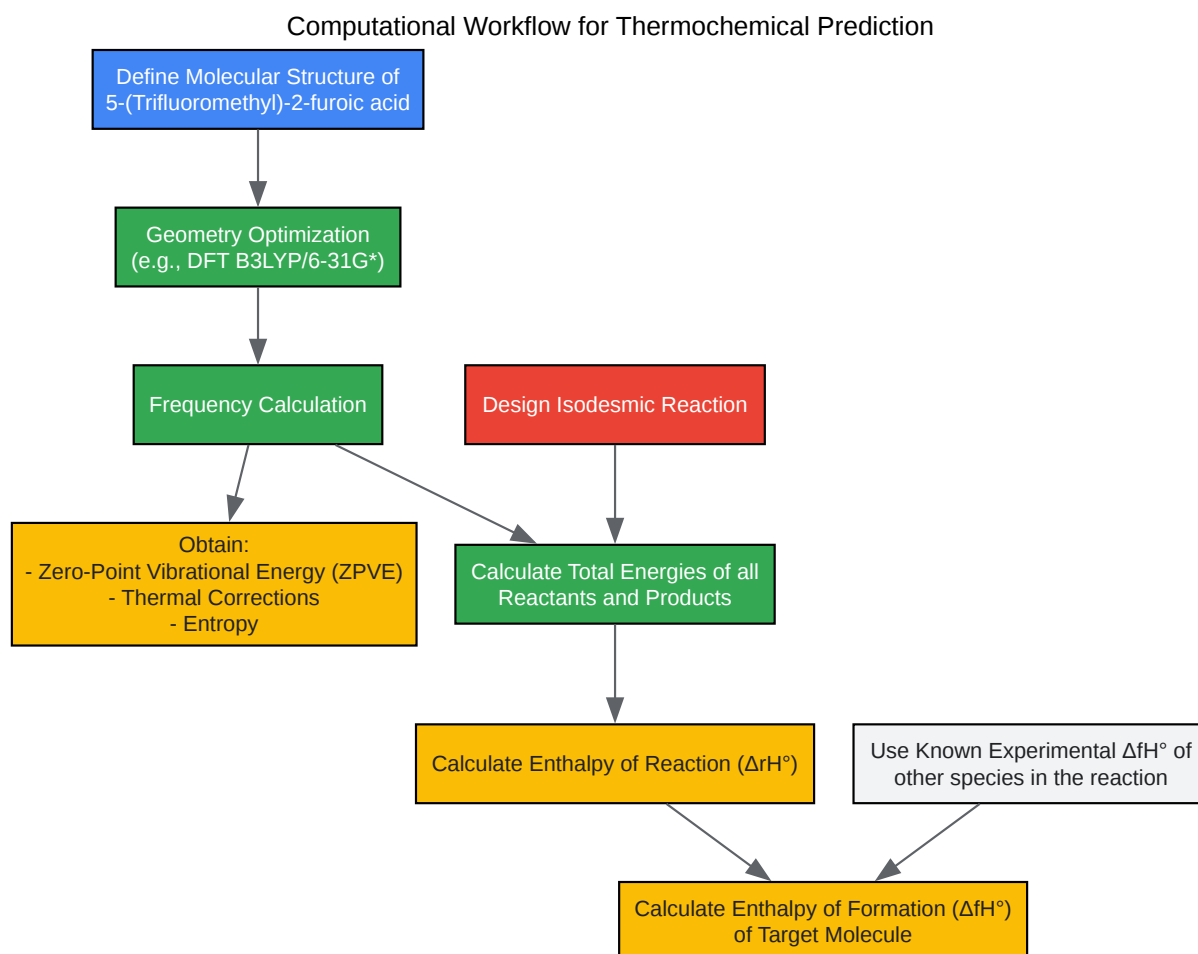 Computational Workflow for Thermochemical Prediction
Define Molecular Structure of
5-(Trifluoromethyl)-2-furoic acid
Geometry Optimization
(e.g., DFT B3LYP/6-31G*)
Frequency Calculation
Design Isodesmic Reaction
Obtain:
- Zero-Point Vibrational Energy (ZPVE)
- Thermal Corrections
- Entropy
Calculate Total Energies of all
Reactants and Products
Calculate Enthalpy of Reaction (ΔrH°)
Use Known Experimental ΔfH° of
other species in the reaction
Calculate Enthalpy of Formation (ΔfH°)
of Target Molecule